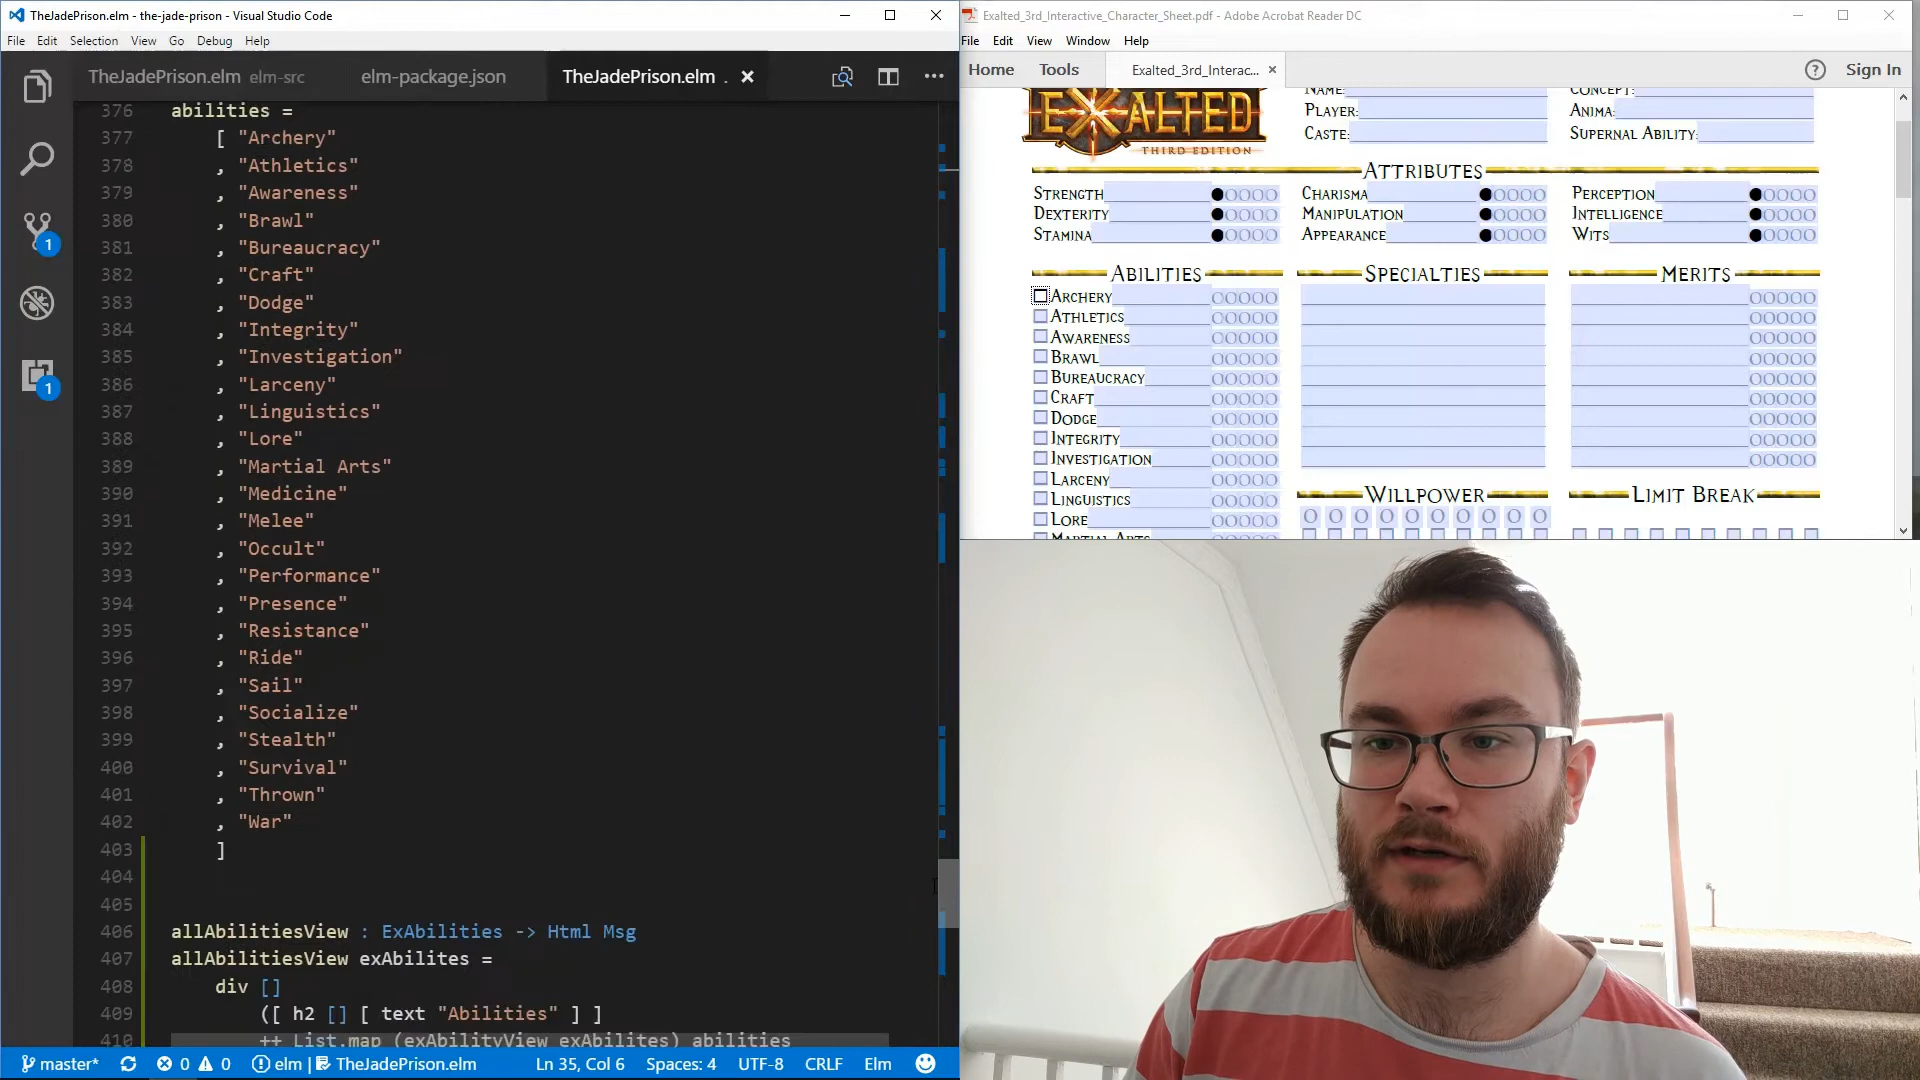 TheJadePrison.elm - the-jade-prison - Visual Studio Code
File Edit Selection View Go Debug Help
TheJadePrison.elm elm-src elm-package.json TheJadePrison.elm .
376 abilities =
377 [ "Archery"
378 , "Athletics"
379 , "Awareness"
380 , "Brawl"
381 , "Bureaucracy"
382 , "Craft"
383 , "Dodge"
384 , "Integrity"
385 , "Investigation"
386 , "Larceny"
387 , "Linguistics"
388 , "Lore"
389 , "Martial Arts"
390 , "Medicine"
391 , "Melee"
392 , "Occult"
393 , "Performance"
394 , "Presence"
395 , "Resistance"
396 , "Ride"
397 , "Sail"
398 , "Socialize"
399 , "Stealth"
400 , "Survival"
401 , "Thrown"
402 , "War"
403 ]
404
405
406 allAbilitiesView : ExAbilities -> Html Msg
407 allAbilitiesView exAbilites =
408 div []
409 ([ h2 [] [ text "Abilities" ] ]
410 ++ List.map (exAbilityView exAbilites) abilities
1
1
master* 0 0 elm | TheJadePrison.elm Ln 35, Col 6 Spaces: 4 UTF-8 CRLF Elm
Exalted_3rd_Interactive_Character_Sheet.pdf - Adobe Acrobat Reader DC
File Edit View Window Help
Home Tools Exalted_3rd_Interac... Sign In
EXALTED
THIRD EDITION
Name: Concept:
Player: Anima:
Caste: Supernal Ability:
Attributes
Strength Charisma Perception
Dexterity Manipulation Intelligence
Stamina Appearance Wits
Abilities Specialties Merits
Archery
Athletics
Awareness
Brawl
Bureaucracy
Craft
Dodge
Integrity
Investigation
Larceny
Linguistics
Lore
Martial Arts
Willpower Limit Break